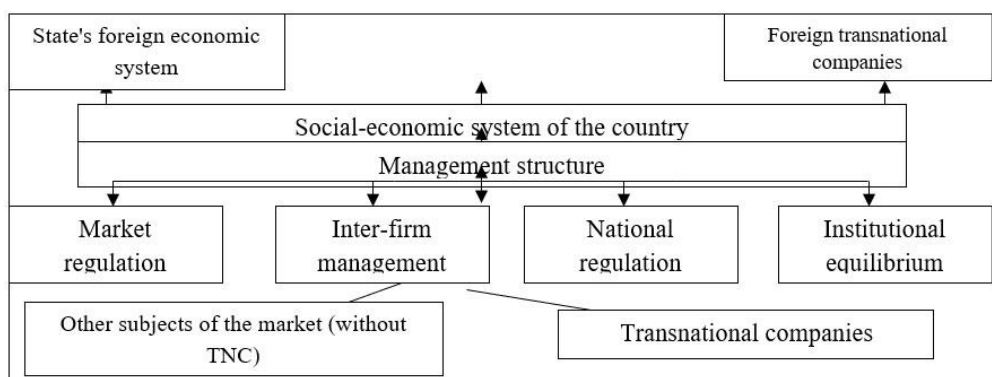 State's foreign economic
system
Foreign transnational
companies
Social-economic system of the country
Management structure
Market
regulation
Inter-firm
management
National
regulation
Institutional
equilibrium
Other subjects of the market (without
TNC)
Transnational companies